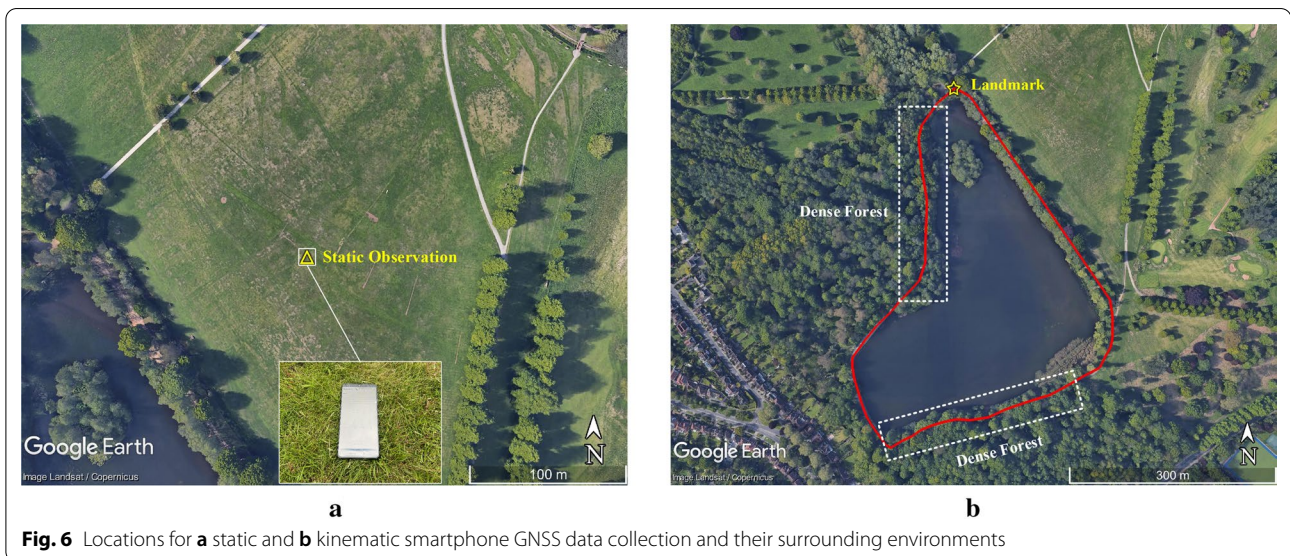 Static Observation
Google Earth
Image Landsat / Copernicus
100 m
N
a
Landmark
Dense Forest
Dense Forest
Google Earth
Image Landsat / Copernicus
300 m
N
b
Fig. 6 Locations for a static and b kinematic smartphone GNSS data collection and their surrounding environments